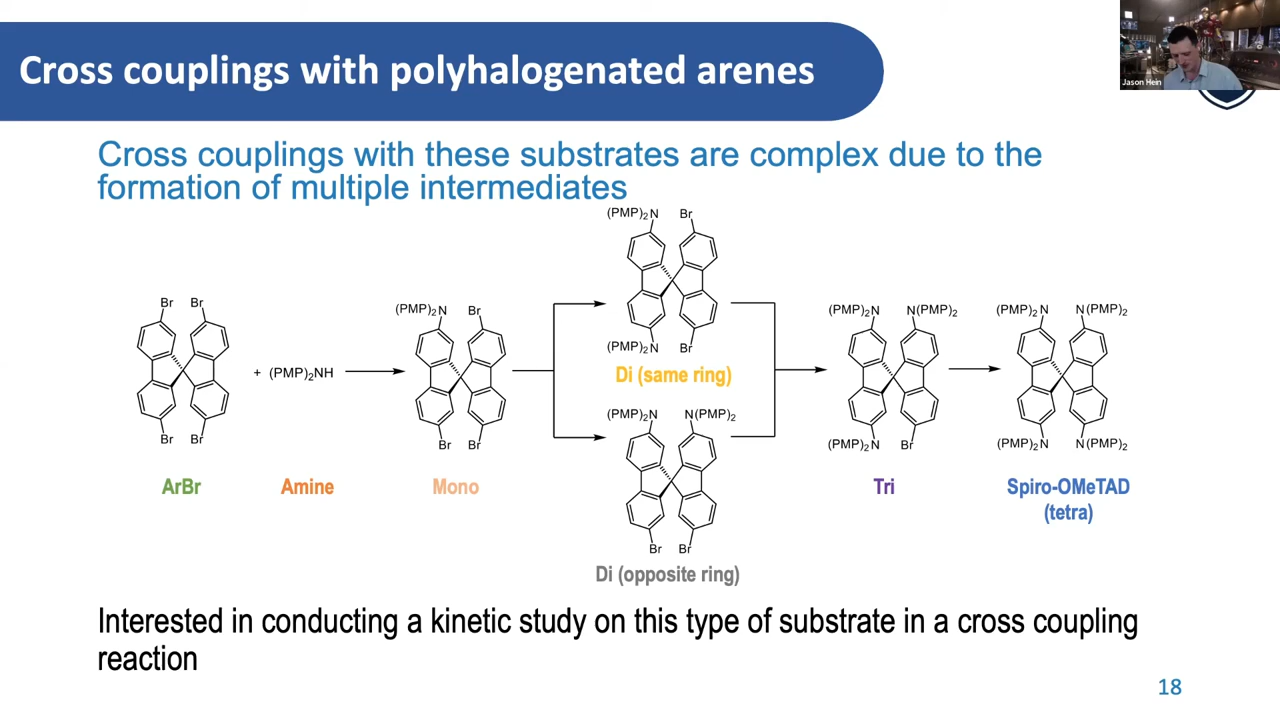 Cross couplings with polyhalogenated arenes
Jason Hein
Cross couplings with these substrates are complex due to the
formation of multiple intermediates
(PMP)₂N Br
(PMP)₂N Br
Di (same ring)
Br Br
Br Br
ArBr
+ (PMP)₂NH
Amine
(PMP)₂N Br
Br Br
Mono
(PMP)₂N N(PMP)₂
Br Br
Di (opposite ring)
(PMP)₂N N(PMP)₂
(PMP)₂N Br
Tri
(PMP)₂N N(PMP)₂
(PMP)₂N N(PMP)₂
Spiro-OMeTAD
(tetra)
Interested in conducting a kinetic study on this type of substrate in a cross coupling
reaction
18